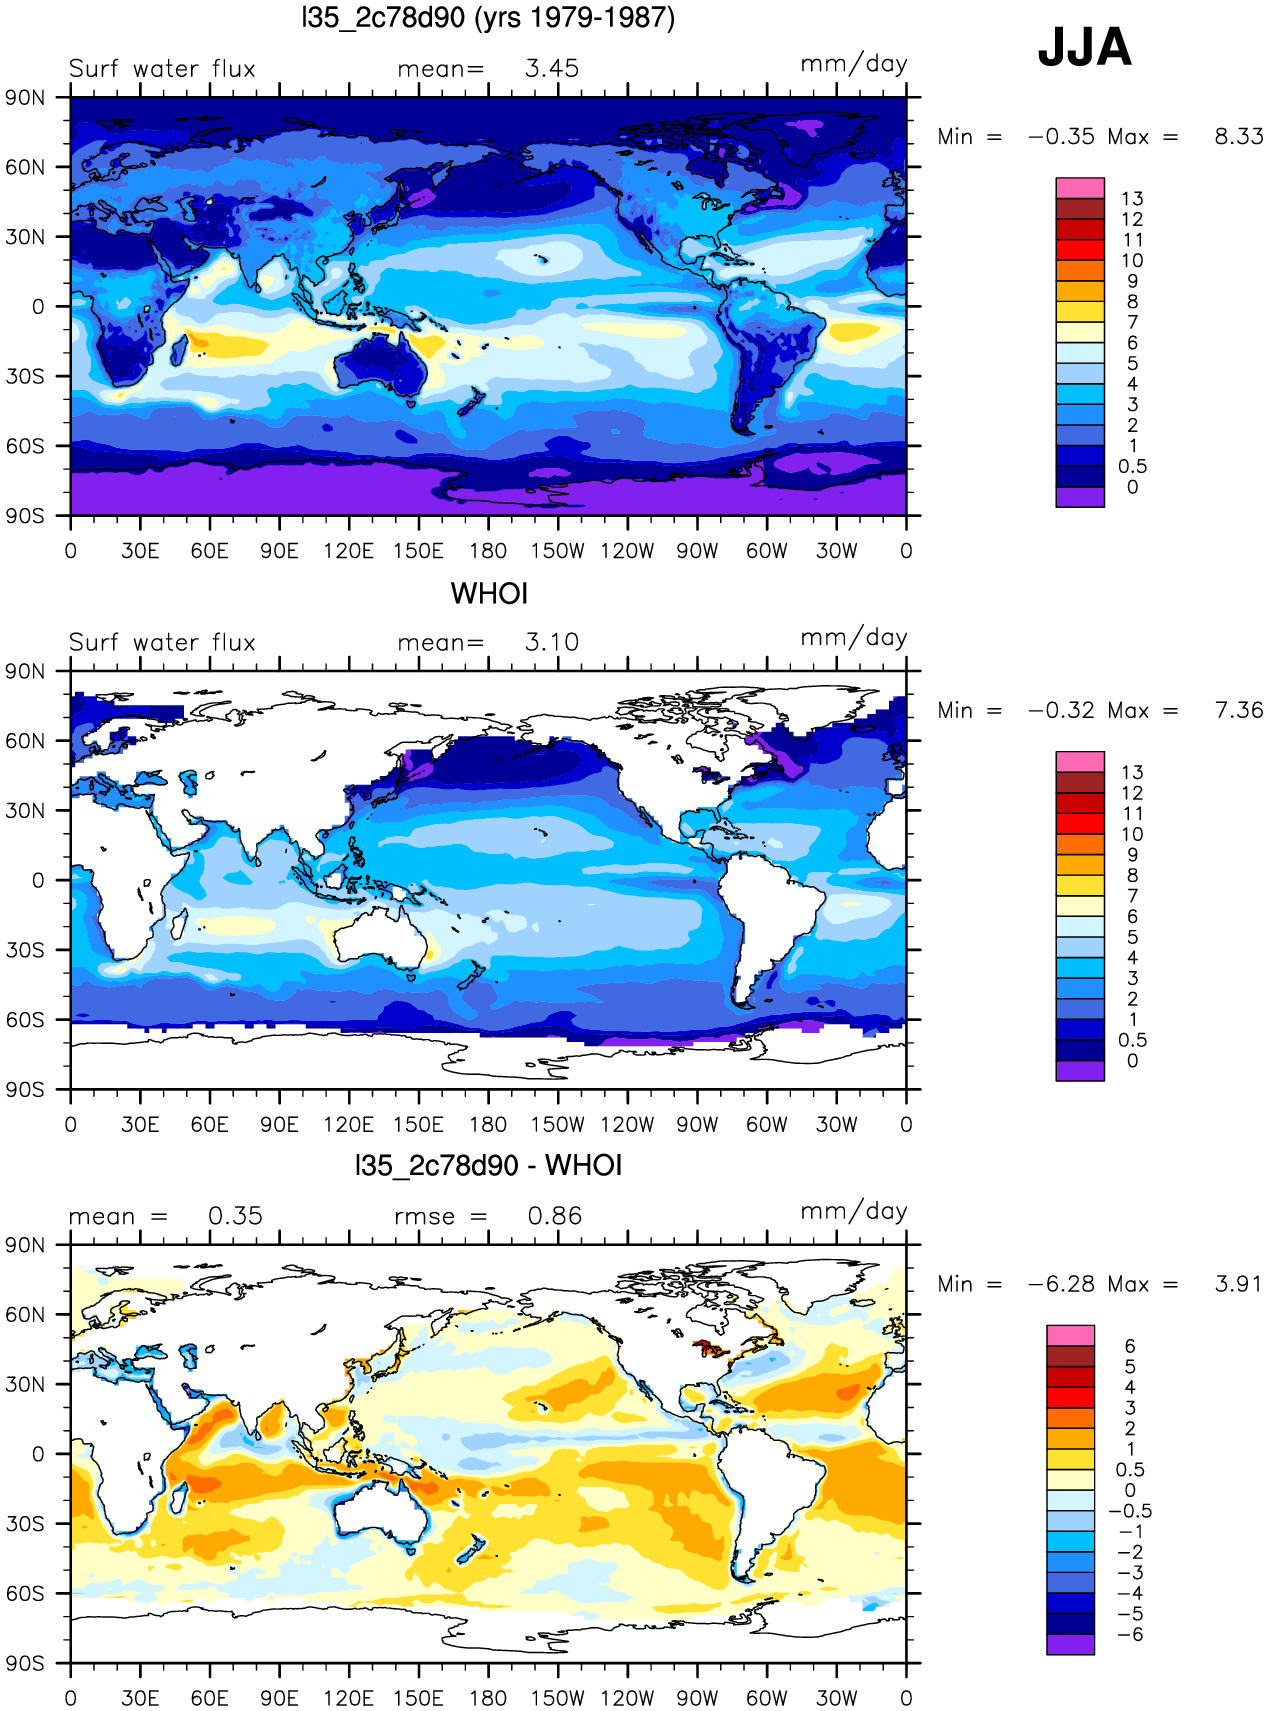 l35_2c78d90 (yrs 1979-1987)
JJA
Surf water flux mean= 3.45 mm/day
Min = -0.35 Max = 8.33
90N
60N
30N
0
30S
60S
90S
0 30E 60E 90E 120E 150E 180 150W 120W 90W 60W 30W 0
13
12
11
10
9
8
7
6
5
4
3
2
1
0.5
0
WHOI
Surf water flux mean= 3.10 mm/day
Min = -0.32 Max = 7.36
90N
60N
30N
0
30S
60S
90S
0 30E 60E 90E 120E 150E 180 150W 120W 90W 60W 30W 0
13
12
11
10
9
8
7
6
5
4
3
2
1
0.5
0
l35_2c78d90 - WHOI
mean = 0.35 rmse = 0.86 mm/day
Min = -6.28 Max = 3.91
90N
60N
30N
0
30S
60S
90S
0 30E 60E 90E 120E 150E 180 150W 120W 90W 60W 30W 0
6
5
4
3
2
1
0.5
0
-0.5
-1
-2
-3
-4
-5
-6